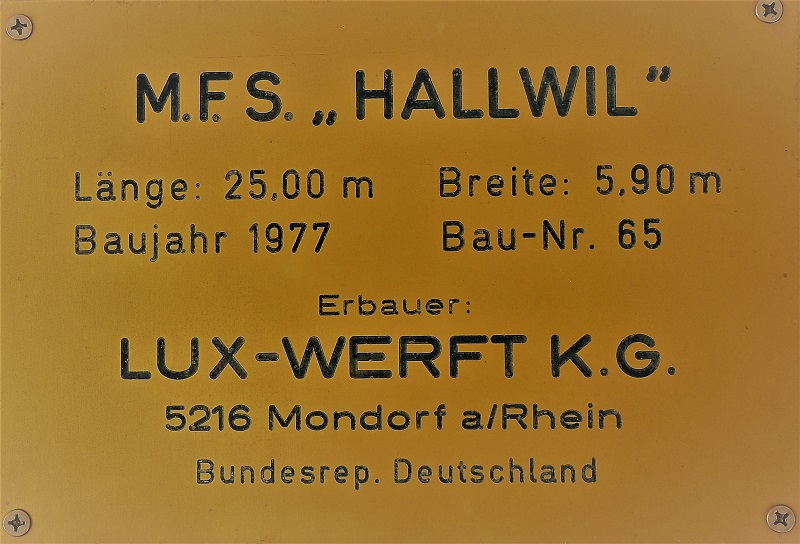 M.F.S. „HALLWIL”
Länge: 25,00 m Breite: 5,90 m
Baujahr 1977 Bau-Nr. 65
Erbauer:
LUX-WERFT K.G.
5216 Mondorf a/Rhein
Bundesrep. Deutschland